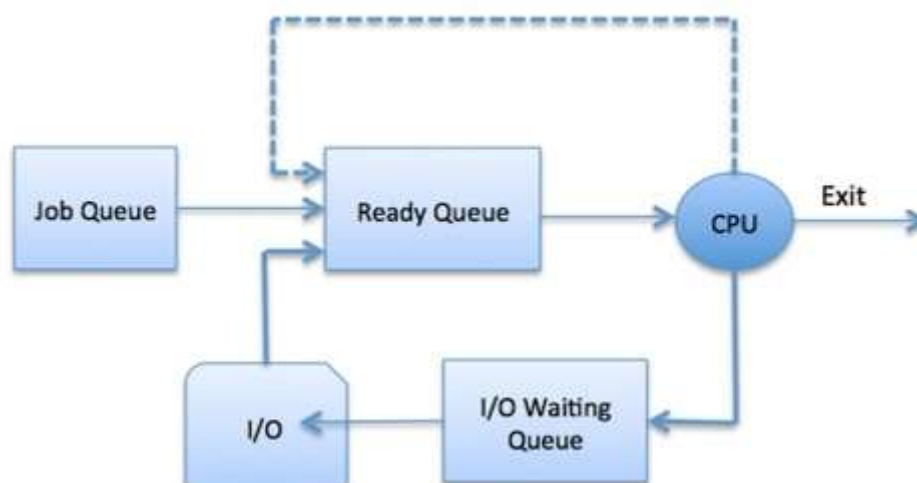 Job Queue
Ready Queue
CPU
Exit
I/O
I/O Waiting
Queue